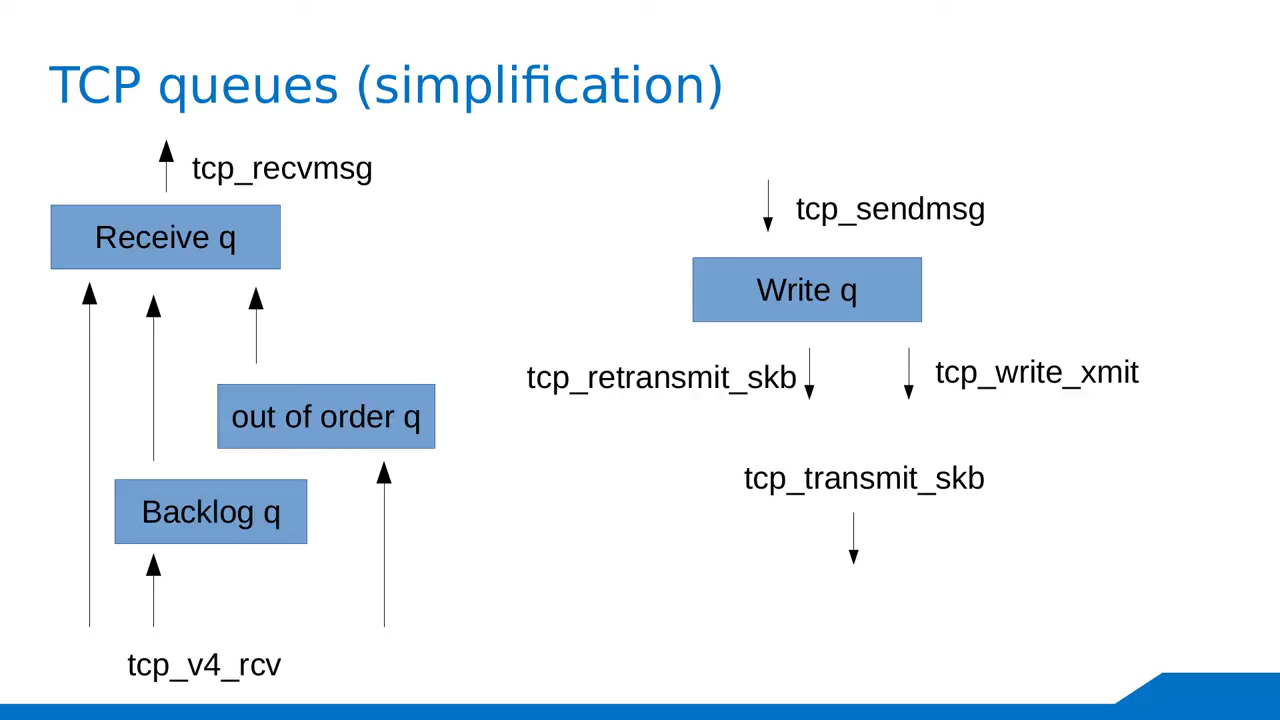 TCP queues (simplification)
tcp_recvmsg
Receive q
out of order q
Backlog q
tcp_v4_rcv
tcp_sendmsg
Write q
tcp_retransmit_skb
tcp_write_xmit
tcp_transmit_skb